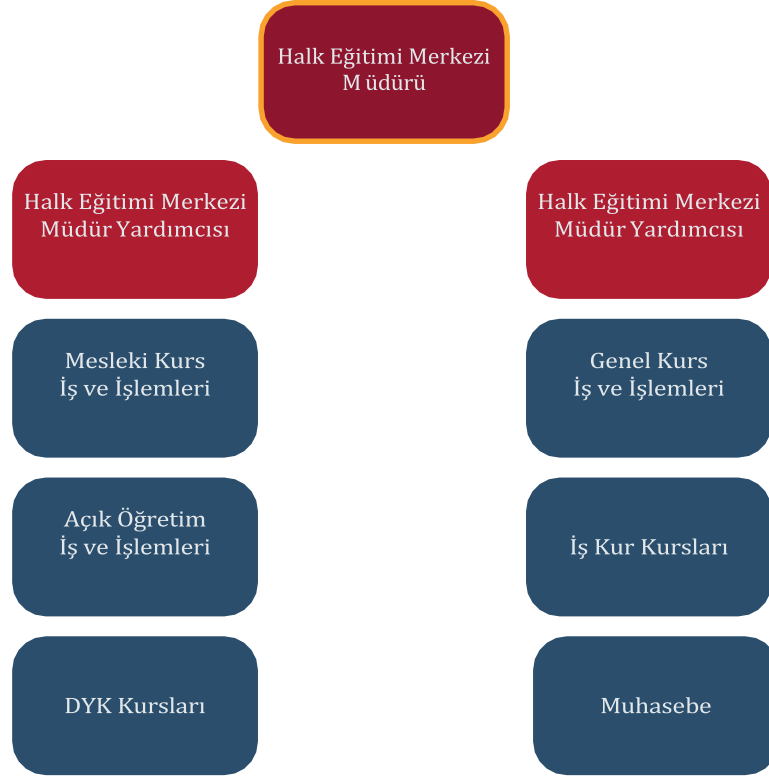 Halk Eğitimi Merkezi
M üdürü
Halk Eğitimi Merkezi
Müdür Yardımcısı
Halk Eğitimi Merkezi
Müdür Yardımcısı
Mesleki Kurs
İş ve İşlemleri
Genel Kurs
İş ve İşlemleri
Açık Öğretim
İş ve İşlemleri
İş Kur Kursları
DYK Kursları
Muhasebe